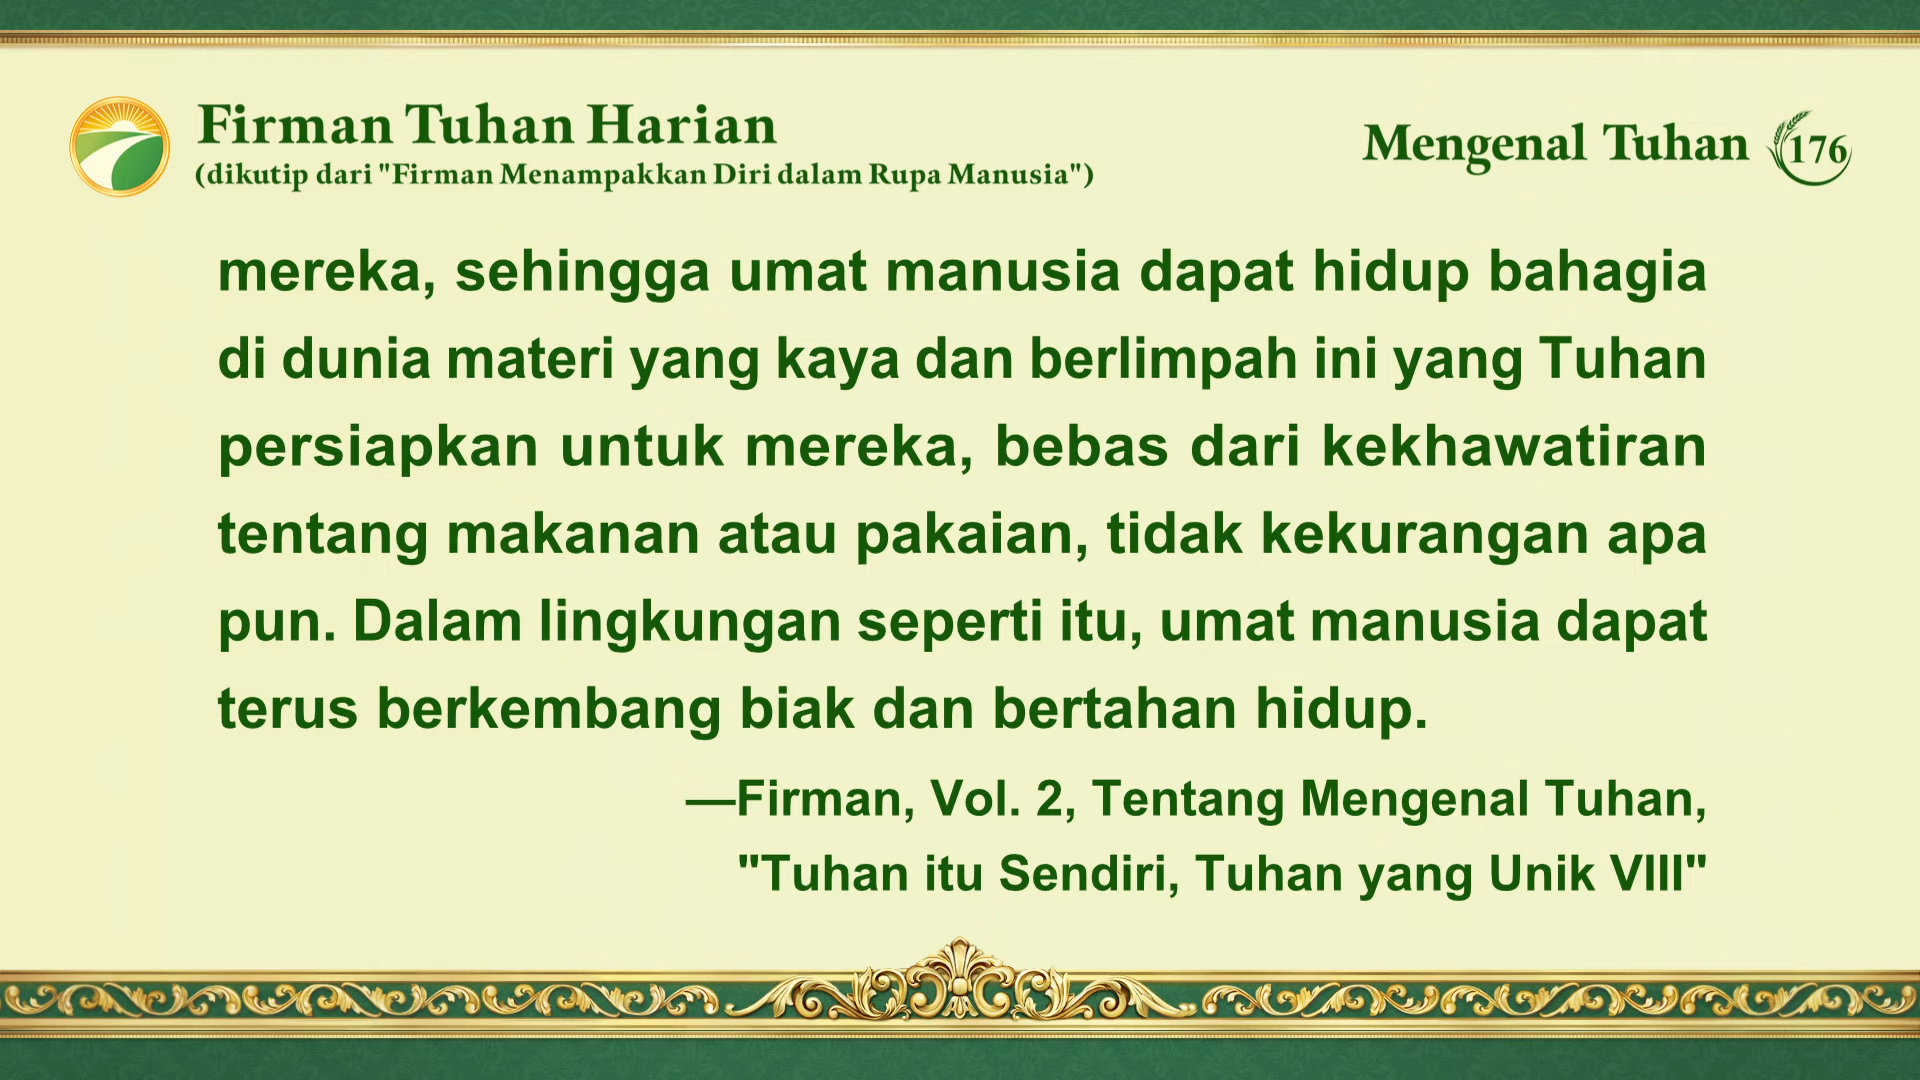 Firman Tuhan Harian
(dikutip dari "Firman Menampakkan Diri dalam Rupa Manusia")
Mengenal Tuhan 176
mereka, sehingga umat manusia dapat hidup bahagia
di dunia materi yang kaya dan berlimpah ini yang Tuhan
persiapkan untuk mereka, bebas dari kekhawatiran
tentang makanan atau pakaian, tidak kekurangan apa
pun. Dalam lingkungan seperti itu, umat manusia dapat
terus berkembang biak dan bertahan hidup.
—Firman, Vol. 2, Tentang Mengenal Tuhan,
"Tuhan itu Sendiri, Tuhan yang Unik VIII"